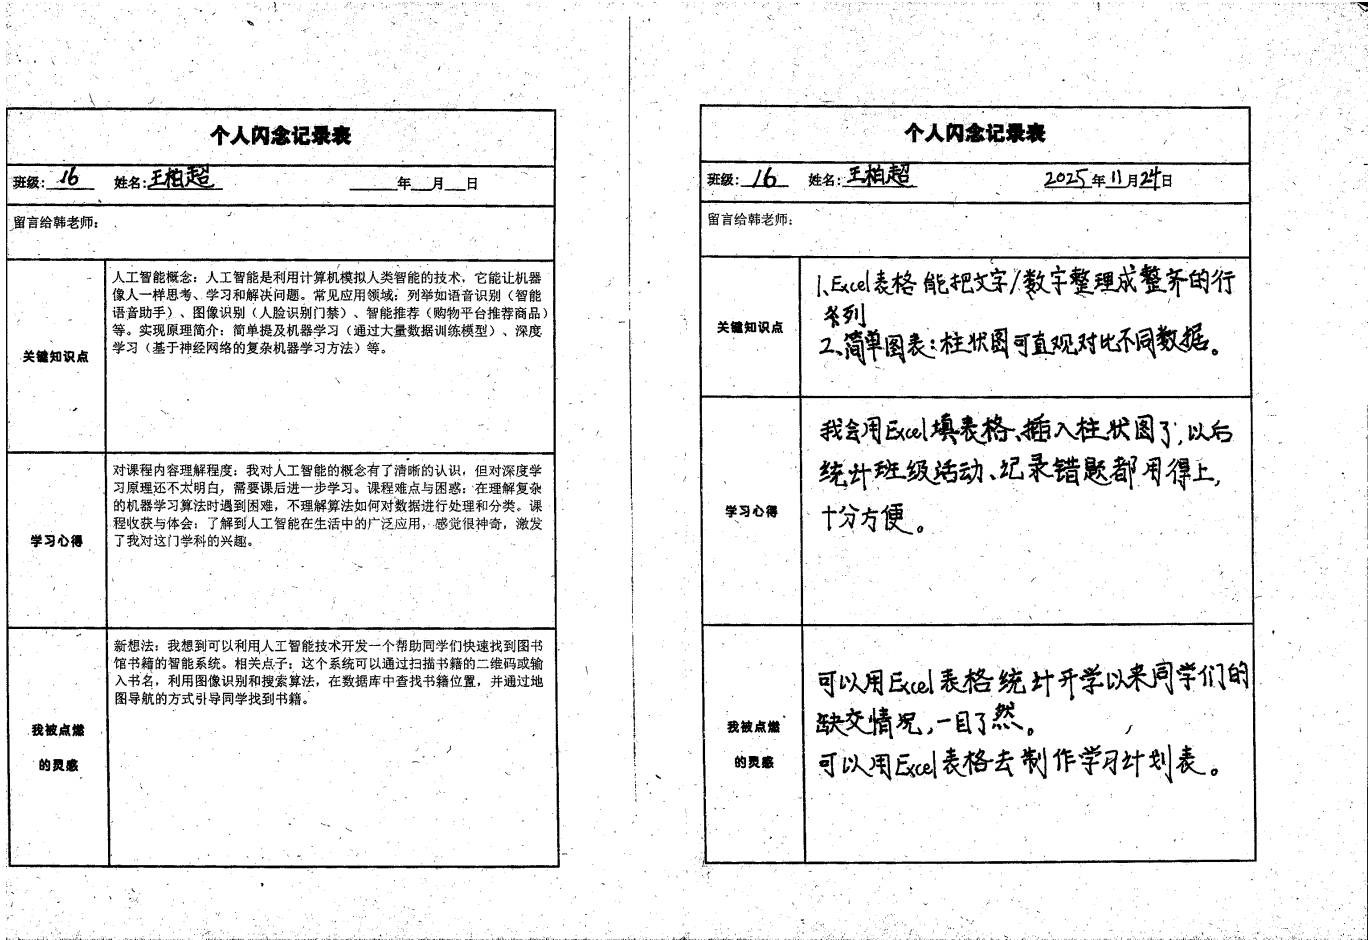 个人闪念记录表
班级: 16 姓名: 王柏超 年 月 日
留言给韩老师:
关键知识点
人工智能概念：人工智能是利用计算机模拟人类智能的技术，它能让机器
像人一样思考、学习和解决问题。常见应用领域：列举如语音识别（智能
语音助手）、图像识别（人脸识别门禁）、智能推荐（购物平台推荐商品）
等。实现原理简介：简单提及机器学习（通过大量数据训练模型）、深度
学习（基于神经网络的复杂机器学习方法）等。
学习心得
对课程内容理解程度：我对人工智能的概念有了清晰的认识，但对深度学
习原理还不太明白，需要课后进一步学习。课程难点与困惑：在理解复杂
的机器学习算法时遇到困难，不理解算法如何对数据进行处理和分类。课
程收获与体会：了解到人工智能在生活中的广泛应用，感觉很神奇，激发
了我对这门学科的兴趣。
我被点燃
的灵感
新想法：我想到可以利用人工智能技术开发一个帮助同学们快速找到图书
馆书籍的智能系统。相关点子：这个系统可以通过扫描书籍的二维码或输
入书名，利用图像识别和搜索算法，在数据库中查找书籍位置，并通过地
图导航的方式引导同学找到书籍。
个人闪念记录表
班级: 16 姓名: 王柏超 2025年11月24日
留言给韩老师:
关键知识点
1、Excel表格能把文字/数字整理成整齐的行
列
2、简单图表：柱状图可直观对比不同数据。
学习心得
我会用Excel填表格、插入柱状图了，以后
统计班级活动、记录错题都用得上，
十分方便。
我被点燃
的灵感
可以用Excel表格统计开学以来同学们的
缺交情况，一目了然。
可以用Excel表格去制作学习计划表。